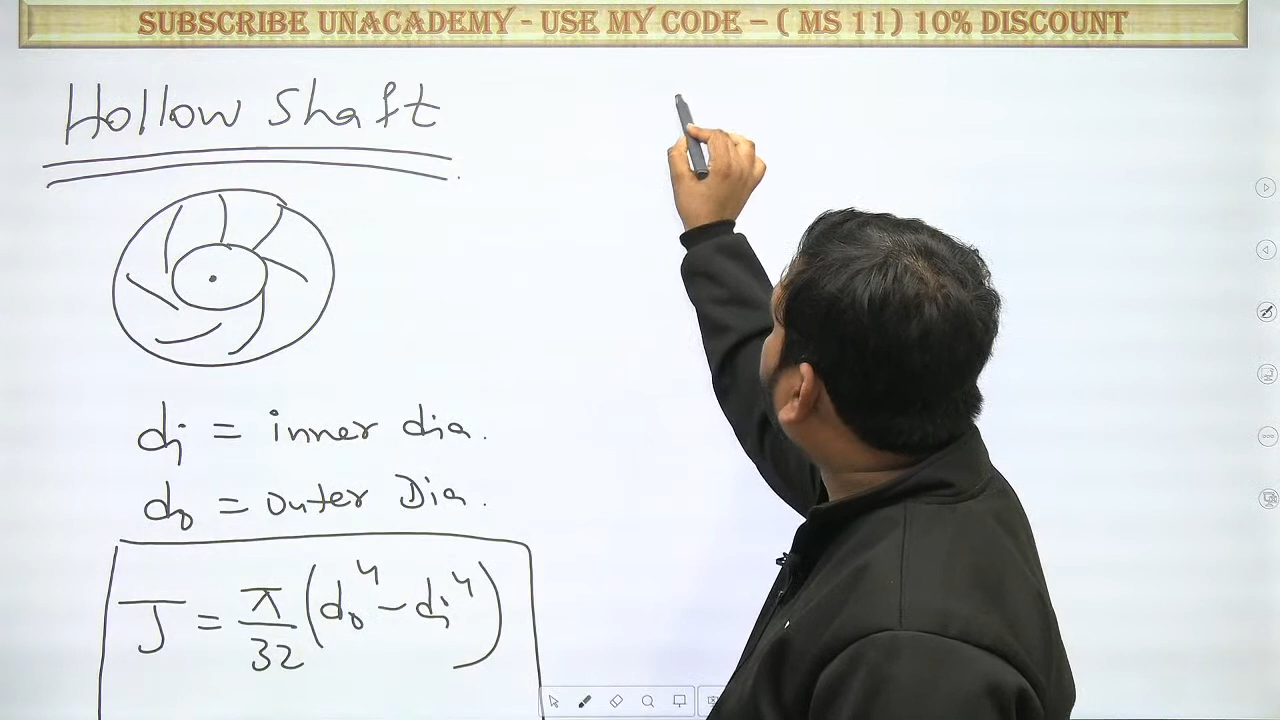 SUBSCRIBE UNACADEMY - USE MY CODE – ( MS 11) 10% DISCOUNT
Hollow Shaft
di = inner dia.
do = outer Dia.
J = π/32 (do⁴ - di⁴)